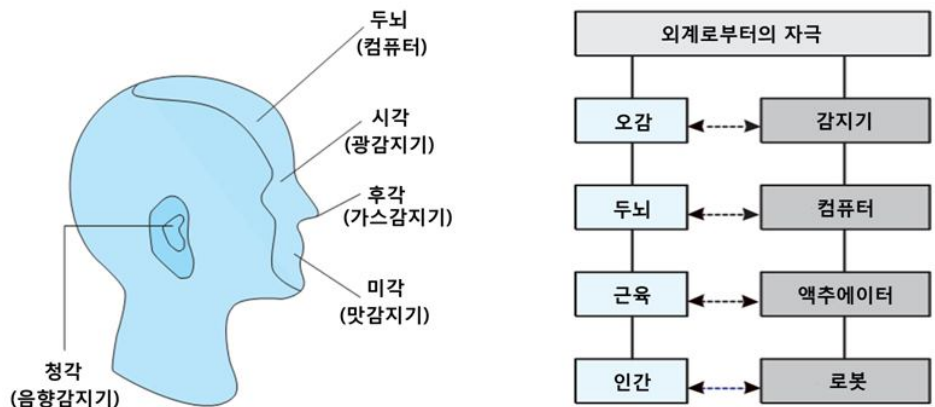 두뇌
(컴퓨터)
시각
(광감지기)
후각
(가스감지기)
미각
(맛감지기)
청각
(음향감지기)
외계로부터의 자극
오감
감지기
두뇌
컴퓨터
근육
액추에이터
인간
로봇